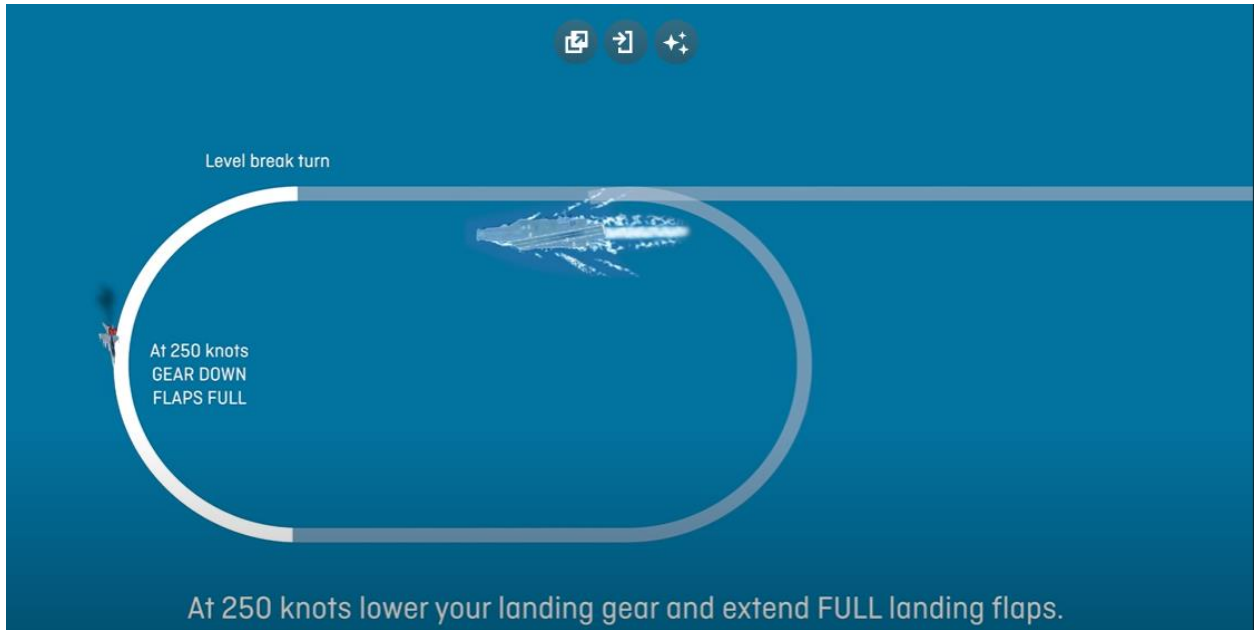 Level break turn
At 250 knots
GEAR DOWN
FLAPS FULL
At 250 knots lower your landing gear and extend FULL landing flaps.